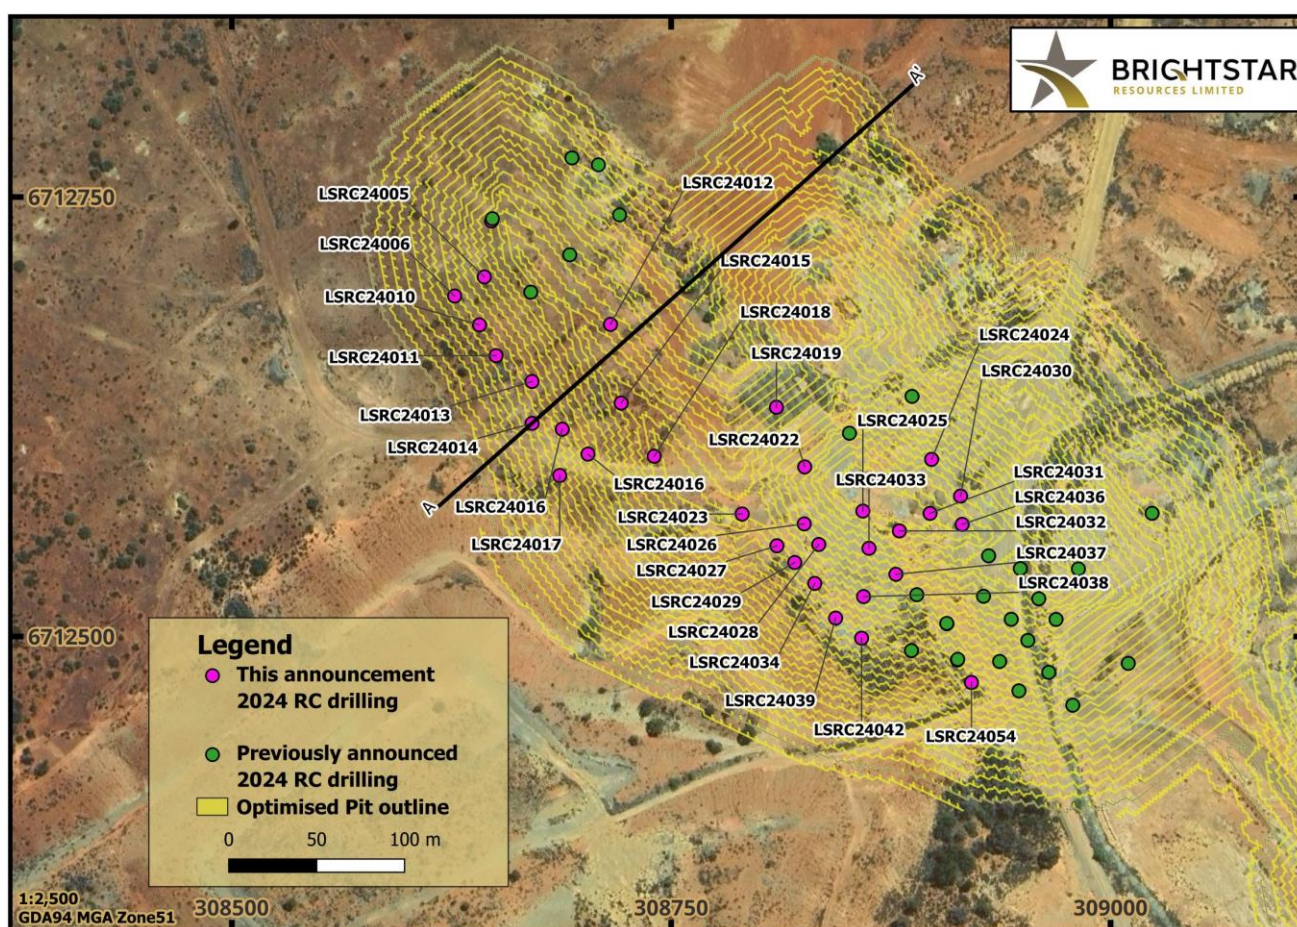 BRIGHTSTAR
RESOURCES LIMITED
A'
6712750
LSRC24005
LSRC24012
LSRC24006
LSRC24015
LSRC24010
LSRC24018
LSRC24011
LSRC24019
LSRC24024
LSRC24030
LSRC24013
LSRC24025
LSRC24014
LSRC24022
LSRC24033
LSRC24031
LSRC24016
LSRC24036
A
LSRC24016
LSRC24023
LSRC24032
LSRC24017
LSRC24026
LSRC24037
LSRC24027
LSRC24038
LSRC24029
LSRC24028
6712500
LSRC24034
LSRC24039
LSRC24042
LSRC24054
Legend
This announcement
2024 RC drilling
Previously announced
2024 RC drilling
Optimised Pit outline
0 50 100 m
1:2,500
GDA94 MGA Zone51
308500
308750
309000